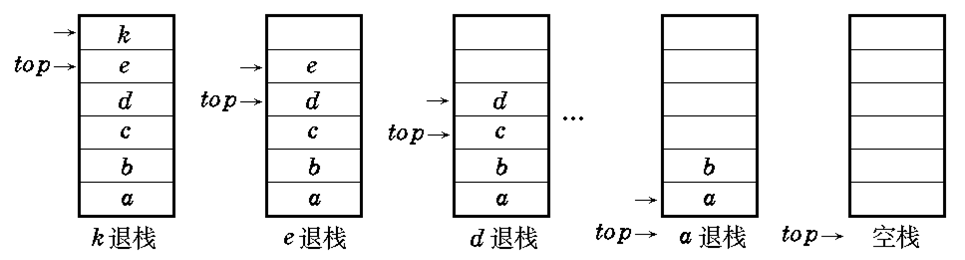 → k
top → e → e
d top → d → d
c c top → c ...
b b b b
a a a → a
k 退栈 e 退栈 d 退栈 top → a 退栈 top → 空栈